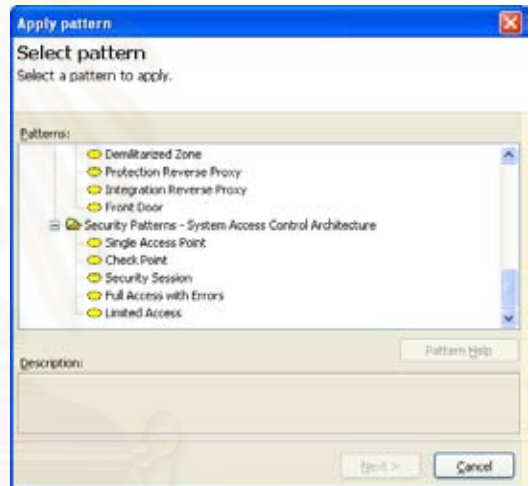 Apply pattern
Select pattern
Select a pattern to apply.
Patterns:
Demilitarized Zone
Protection Reverse Proxy
Integration Reverse Proxy
Front Door
Security Patterns - System Access Control Architecture
Single Access Point
Check Point
Security Session
Full Access with Errors
Limited Access
Pattern Help
Description:
Next >
Cancel